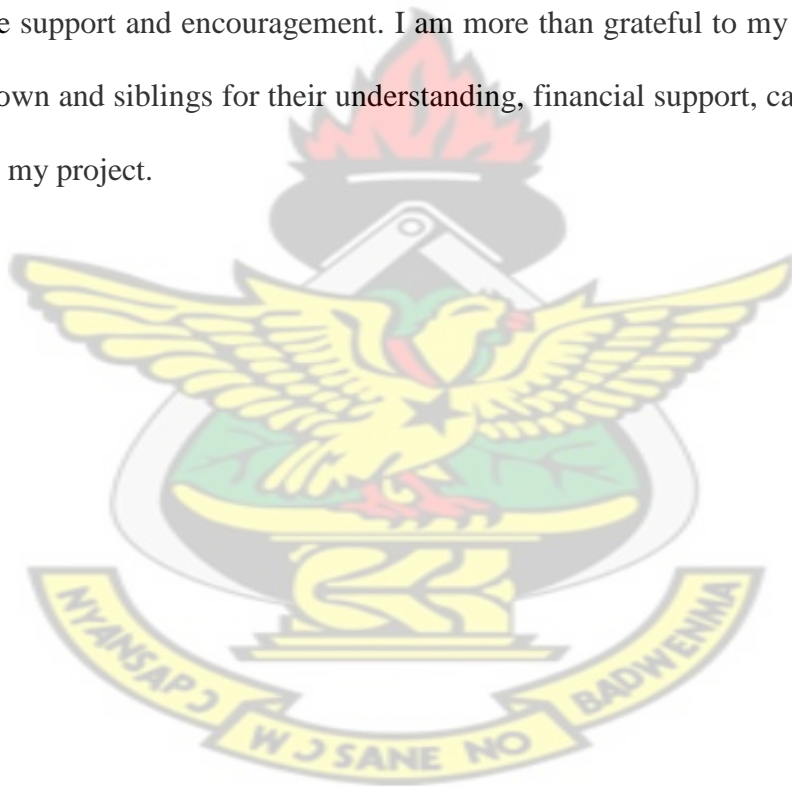 e support and encouragement. I am more than grateful to my
own and siblings for their understanding, financial support, ca
my project.
NYANSAPƆ
WƆSANE NO
BADWENMA